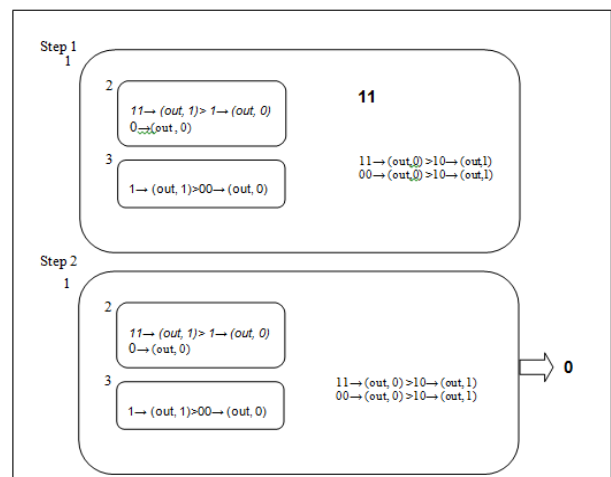 Step 1
1
2
11→ (out, 1)> 1→ (out, 0)
0→(out, 0)
11
3
1→ (out, 1)>00→ (out, 0)
11→ (out,0) >10→ (out,1)
00→ (out,0) >10→ (out,1)
Step 2
1
2
11→ (out, 1)> 1→ (out, 0)
0→ (out, 0)
0
3
1→ (out, 1)>00→ (out, 0)
11→ (out, 0) >10→ (out, 1)
00→ (out, 0) >10→ (out, 1)